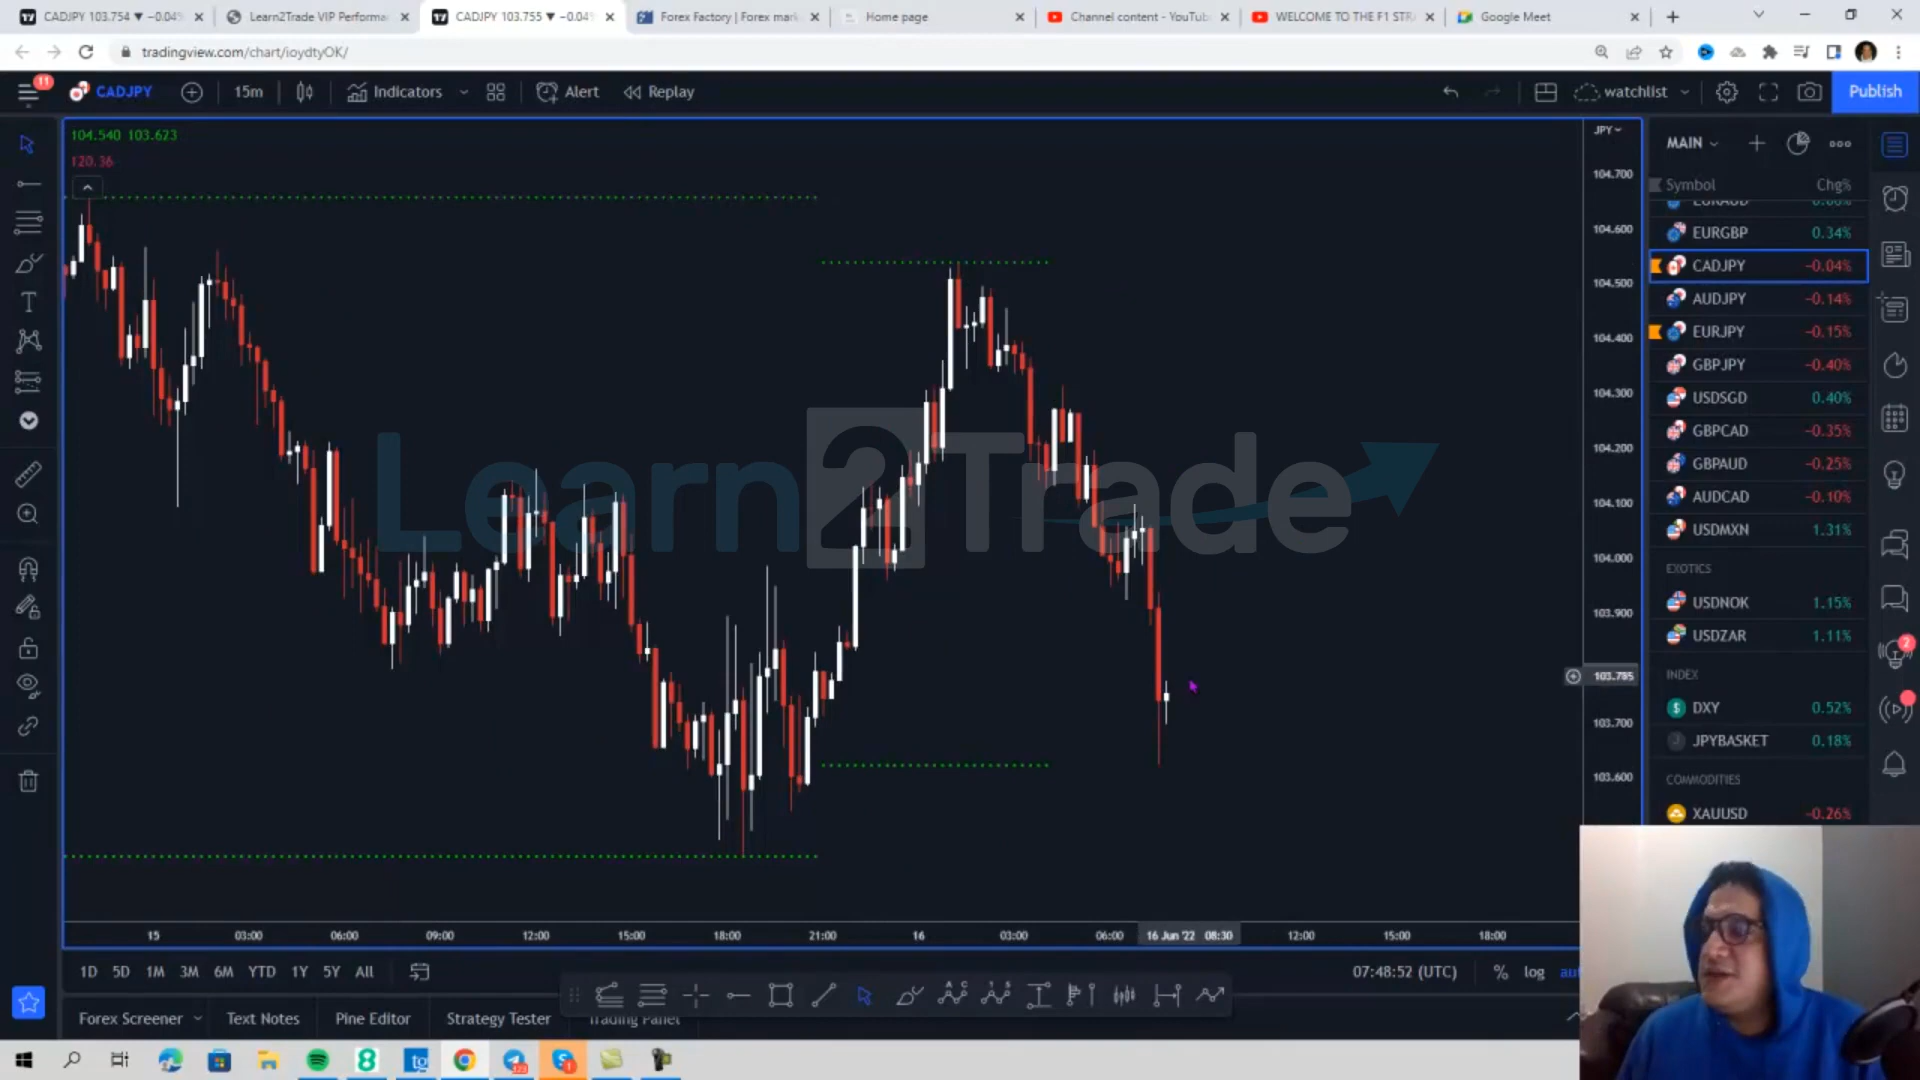 CADJPY 103.754 ▼ −0.04%
Learn2Trade VIP Performa
CADJPY 103.755 ▼ −0.04%
Forex Factory | Forex mark
Home page
Channel content - YouTub
WELCOME TO THE F1 STR
Google Meet
tradingview.com/chart/ioydtyOK/
11
CADJPY
15m
Indicators
Alert
Replay
watchlist
Publish
104.540 103.623
120.36
JPY
104.700
104.600
104.500
104.400
104.300
104.200
104.100
104.000
103.900
103.785
103.700
103.600
Learn2Trade
MAIN
Symbol Chg%
EURGBP 0.34%
CADJPY −0.04%
AUDJPY −0.14%
EURJPY −0.15%
GBPJPY −0.40%
USDSGD 0.40%
GBPCAD −0.35%
GBPAUD −0.25%
AUDCAD −0.10%
USDMXN 1.31%
EXOTICS
USDNOK 1.15%
USDZAR 1.11%
INDEX
DXY 0.52%
JPYBASKET 0.18%
COMMODITIES
XAUUSD −0.26%
2
15 03:00 06:00 09:00 12:00 15:00 18:00 21:00 16 03:00 06:00 16 Jun '22 08:30 12:00 15:00 18:00
1D 5D 1M 3M 6M YTD 1Y 5Y All
07:48:52 (UTC) % log
Forex Screener
Text Notes
Pine Editor
Strategy Tester
Trading Panel